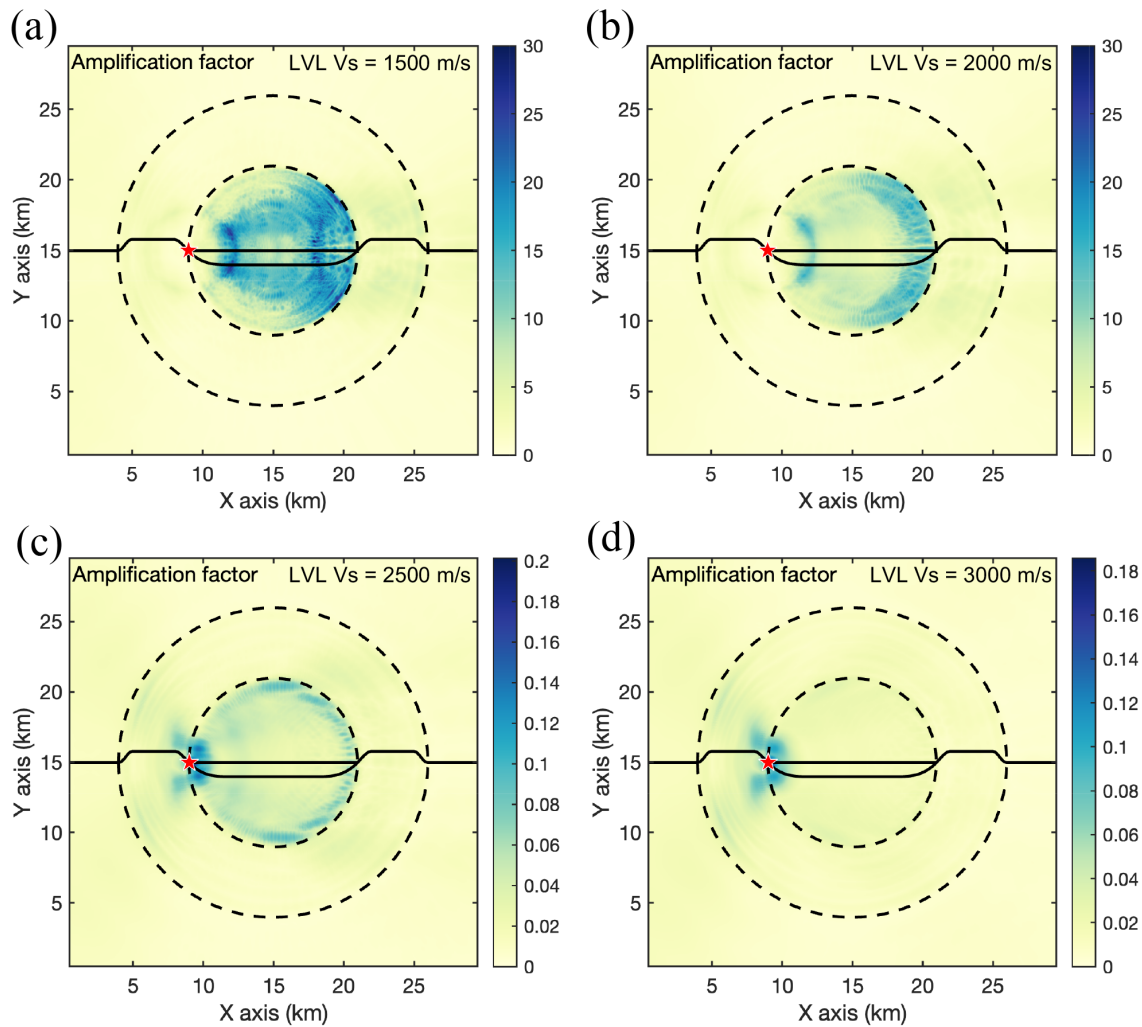 (a)
Amplification factor LVL Vs = 1500 m/s
30
25
20
15
10
5
0
25
20
15
10
5
Y axis (km)
5 10 15 20 25
X axis (km)
(b)
Amplification factor LVL Vs = 2000 m/s
30
25
20
15
10
5
0
25
20
15
10
5
Y axis (km)
5 10 15 20 25
X axis (km)
(c)
Amplification factor LVL Vs = 2500 m/s
0.2
0.18
0.16
0.14
0.12
0.1
0.08
0.06
0.04
0.02
0
25
20
15
10
5
Y axis (km)
5 10 15 20 25
X axis (km)
(d)
Amplification factor LVL Vs = 3000 m/s
0.18
0.16
0.14
0.12
0.1
0.08
0.06
0.04
0.02
0
25
20
15
10
5
Y axis (km)
5 10 15 20 25
X axis (km)